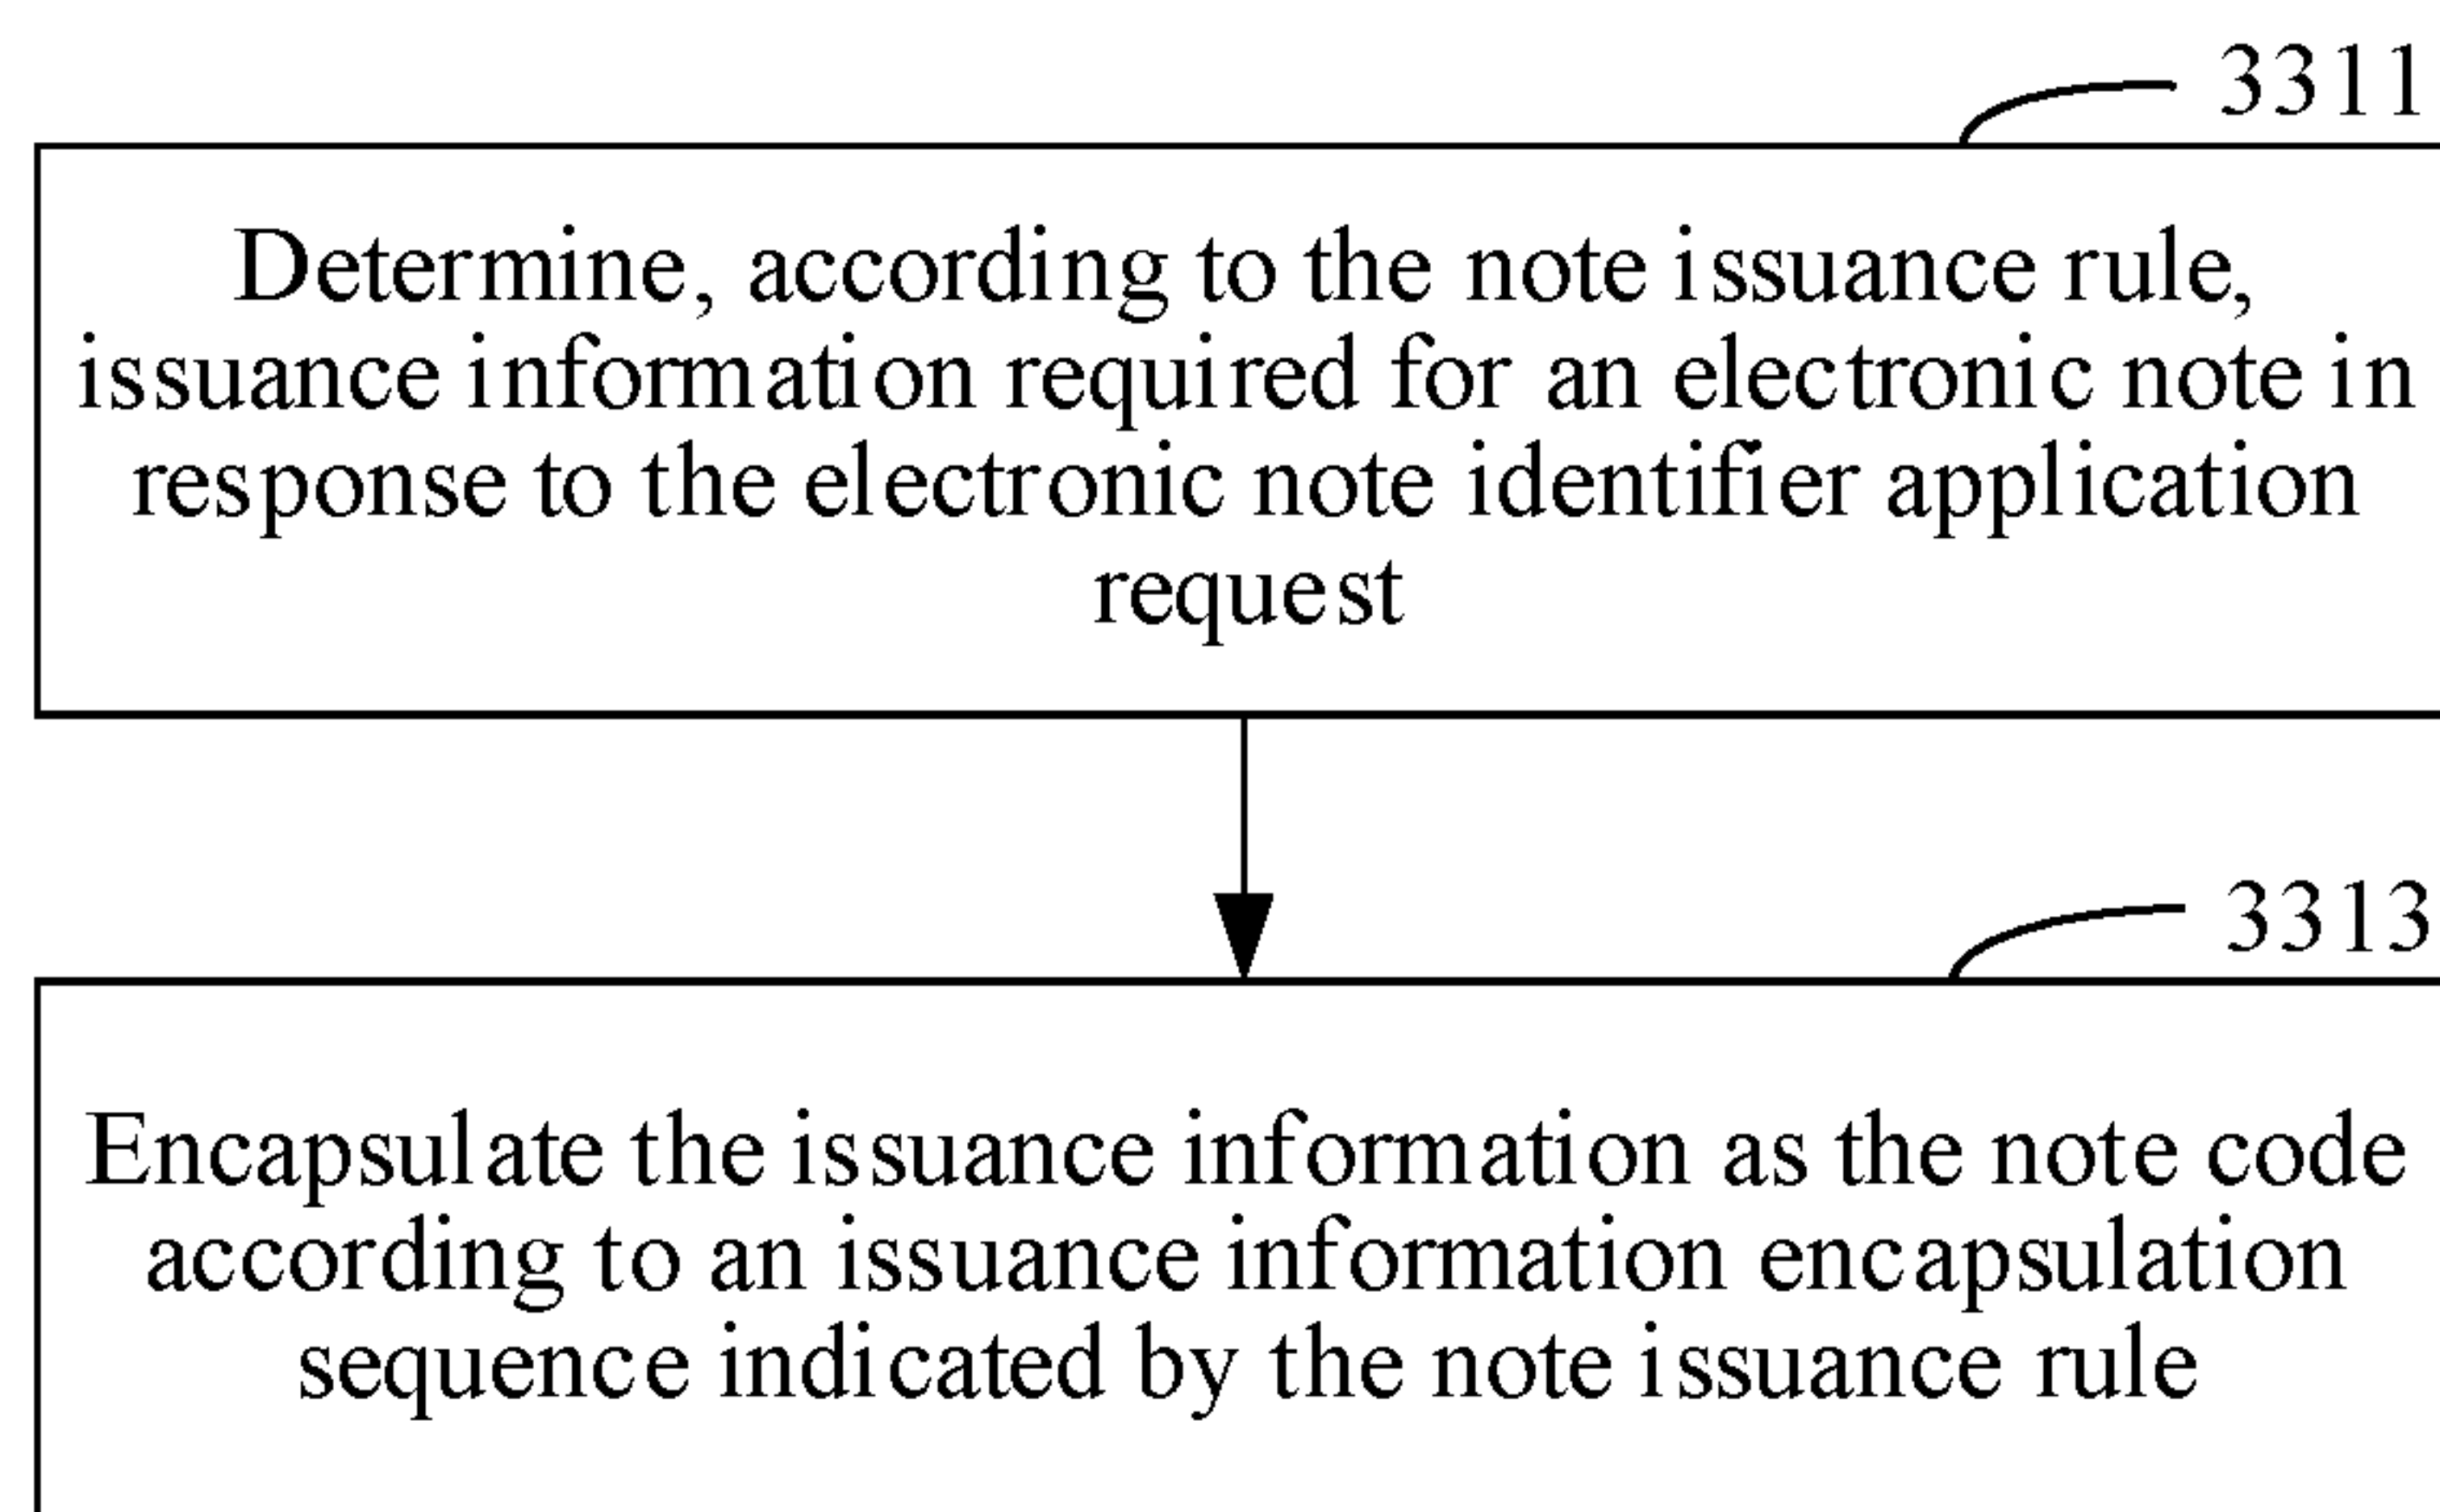 3311
Determine, according to the note issuance rule,
issuance information required for an electronic note in
response to the electronic note identifier application
request
3313
Encapsulate the issuance information as the note code
according to an issuance information encapsulation
sequence indicated by the note issuance rule